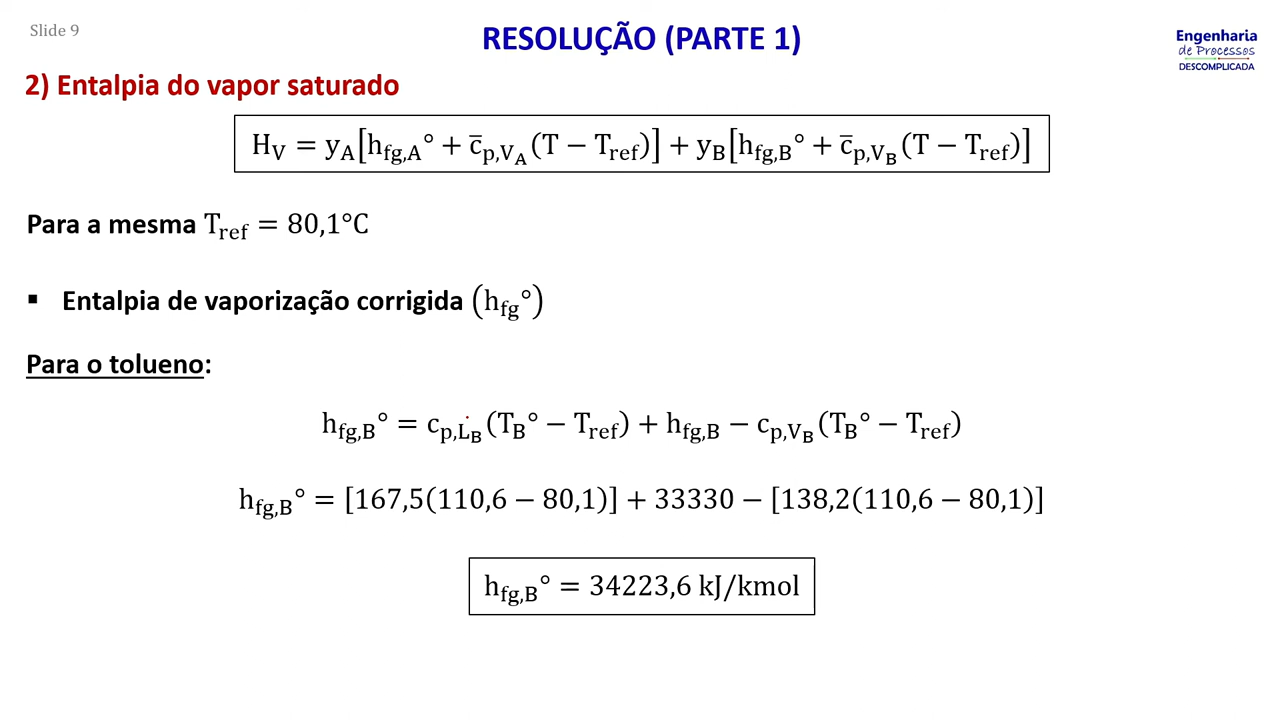 Slide 9
RESOLUÇÃO (PARTE 1)
Engenharia
de Processos
DESCOMPLICADA
2) Entalpia do vapor saturado
H_V = y_A[h_fg,A° + c̅_p,V_A (T − T_ref)] + y_B[h_fg,B° + c̅_p,V_B (T − T_ref)]
Para a mesma T_ref = 80,1°C
▪ Entalpia de vaporização corrigida (h_fg°)
Para o tolueno:
h_fg,B° = c_p,L_B (T_B° − T_ref) + h_fg,B − c_p,V_B (T_B° − T_ref)
h_fg,B° = [167,5(110,6 − 80,1)] + 33330 − [138,2(110,6 − 80,1)]
h_fg,B° = 34223,6 kJ/kmol